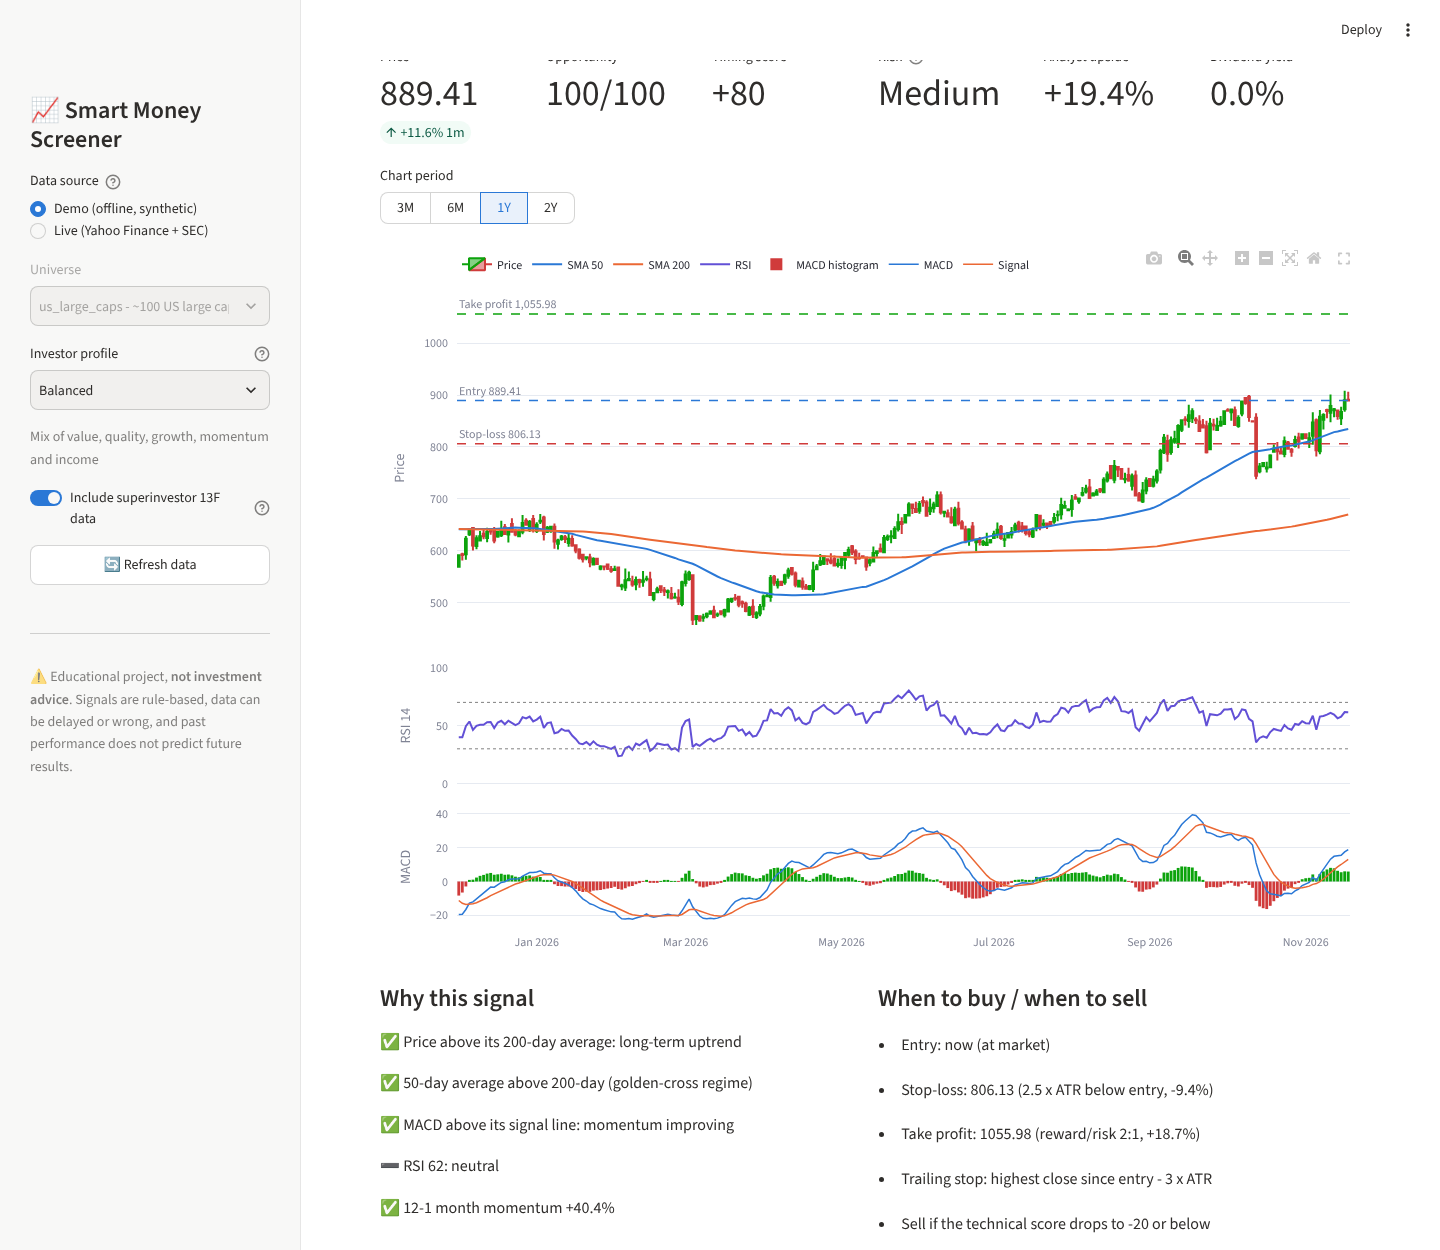 Deploy
📈 Smart Money
Screener
Data source
Demo (offline, synthetic)
Live (Yahoo Finance + SEC)
Universe
us_large_caps - ~100 US large ca
Investor profile
Balanced
Mix of value, quality, growth, momentum
and income
Include superinvestor 13F
data
🔄 Refresh data
⚠️ Educational project, not investment
advice. Signals are rule-based, data can
be delayed or wrong, and past
performance does not predict future
results.
889.41
100/100
+80
Medium
+19.4%
0.0%
↑ +11.6% 1m
Chart period
3M 6M 1Y 2Y
Price SMA 50 SMA 200 RSI MACD histogram MACD Signal
Take profit 1,055.98
1000
Entry 889.41
900
Stop-loss 806.13
800
Price
700
600
500
100
RSI 14
50
0
40
20
MACD
0
−20
Jan 2026 Mar 2026 May 2026 Jul 2026 Sep 2026 Nov 2026
Why this signal
✅ Price above its 200-day average: long-term uptrend
✅ 50-day average above 200-day (golden-cross regime)
✅ MACD above its signal line: momentum improving
➖ RSI 62: neutral
✅ 12-1 month momentum +40.4%
When to buy / when to sell
• Entry: now (at market)
• Stop-loss: 806.13 (2.5 x ATR below entry, -9.4%)
• Take profit: 1055.98 (reward/risk 2:1, +18.7%)
• Trailing stop: highest close since entry - 3 x ATR
• Sell if the technical score drops to -20 or below